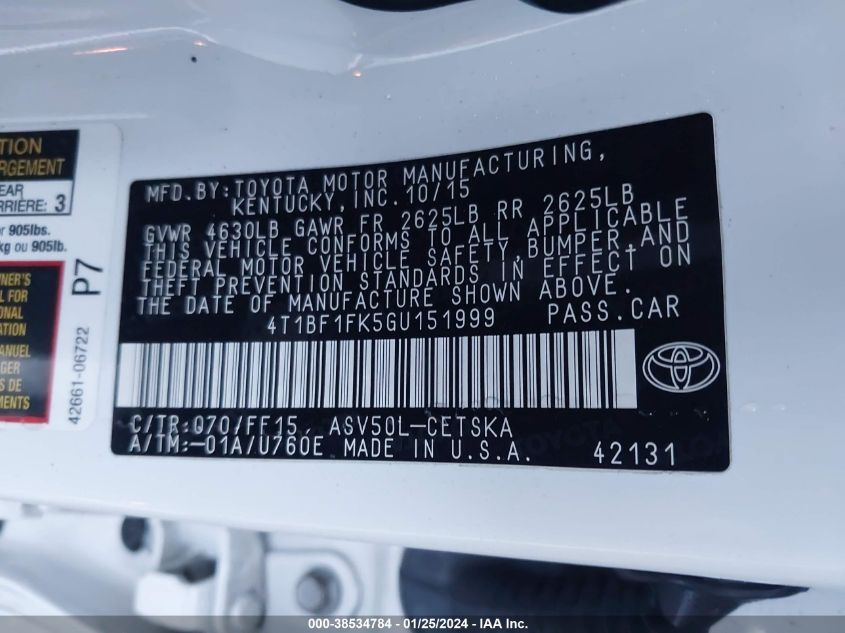 TION
RGEMENT
EAR
ARRIÈRE: 3
r 905lbs.
kg ou 905lb.
P7
42661-06722
NER'S
L FOR
ONAL
ATION
ANUEL
GER
S DE
MENTS
MFD.BY:TOYOTA MOTOR MANUFACTURING,
KENTUCKY, INC.10/15
GVWR 4630LB GAWR FR 2625LB RR 2625LB
THIS VEHICLE CONFORMS TO ALL APPLICABLE
FEDERAL MOTOR VEHICLE SAFETY,BUMPER,AND
THEFT PREVENTION STANDARDS IN EFFECT ON
THE DATE OF MANUFACTURE SHOWN ABOVE.
4T1BF1FK5GU151999 PASS.CAR
C/TR:070/FF15 ASV50L-CETSKA
A/TM:-01A/U760E MADE IN U.S.A. 42131
000-38534784 - 01/25/2024 - IAA Inc.